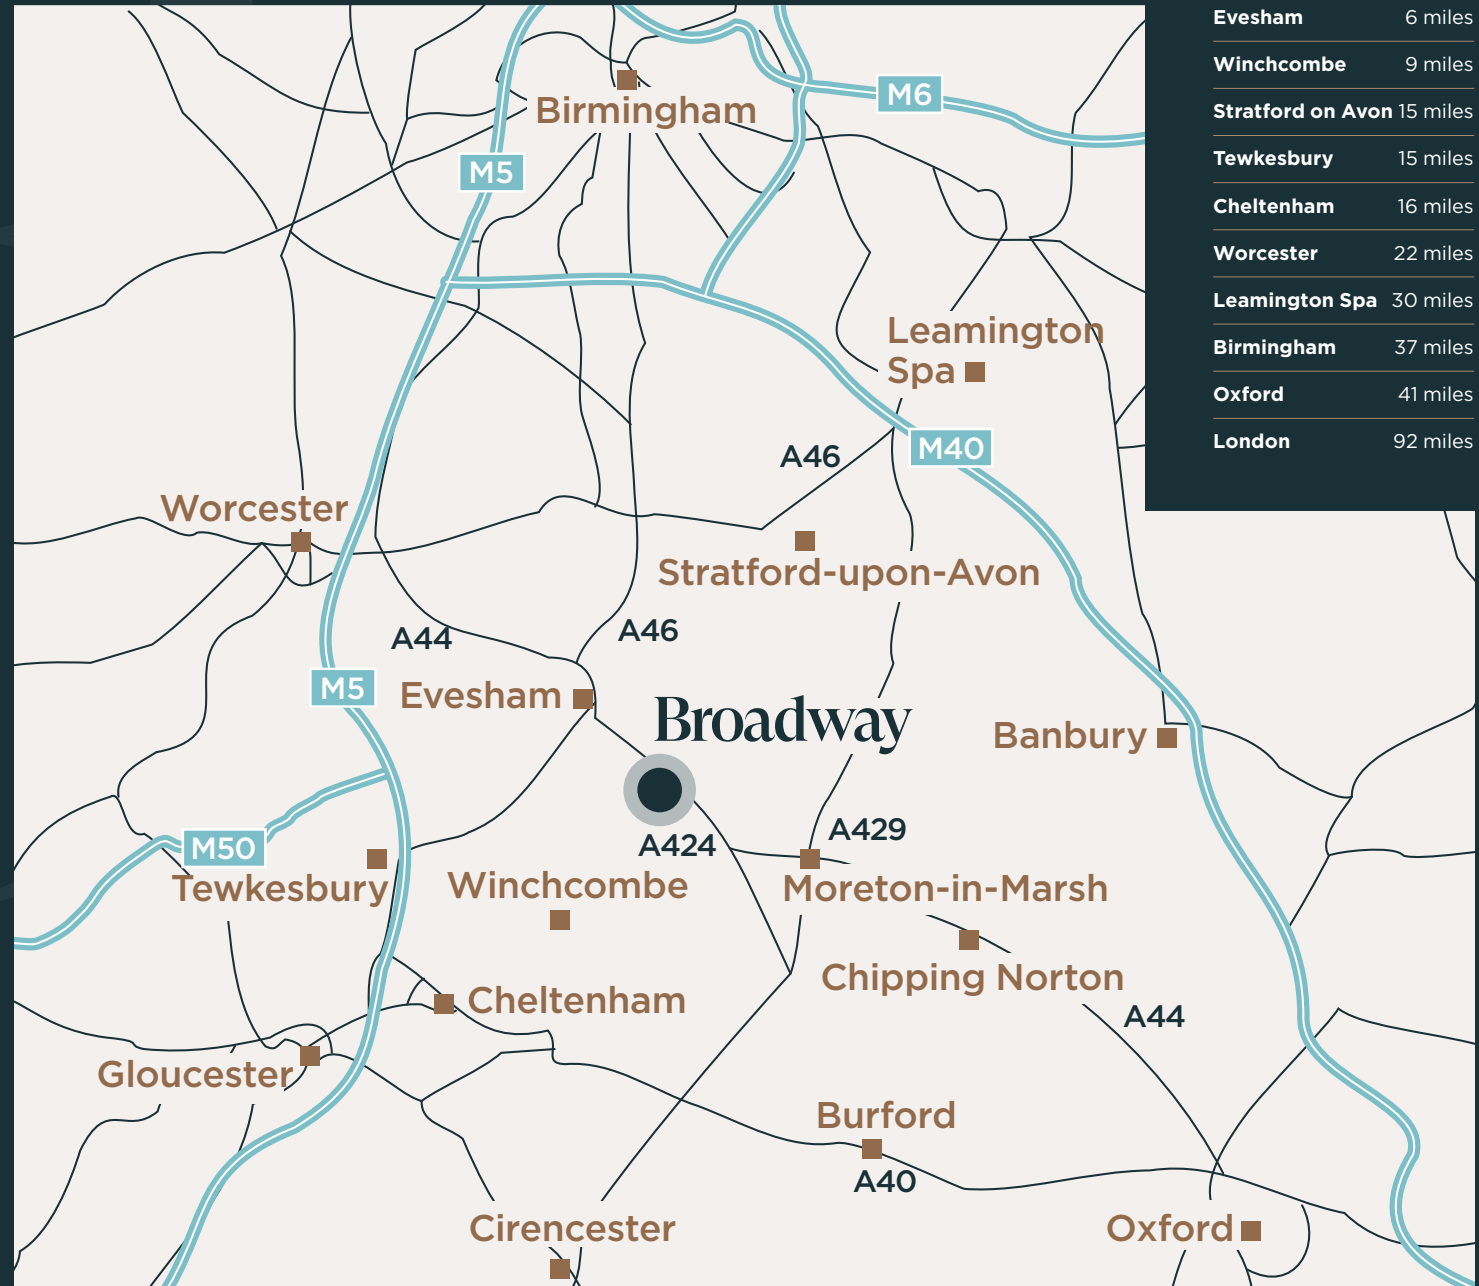 Evesham 6 miles
Winchcombe 9 miles
Stratford on Avon 15 miles
Tewkesbury 15 miles
Cheltenham 16 miles
Worcester 22 miles
Leamington Spa 30 miles
Birmingham 37 miles
Oxford 41 miles
London 92 miles
M6
Birmingham
M5
Leamington
Spa
M40
A46
Worcester
Stratford-upon-Avon
A44
A46
M5
Evesham
Broadway
Banbury
A429
A424
M50
Tewkesbury
Winchcombe
Moreton-in-Marsh
Chipping Norton
Cheltenham
A44
Gloucester
Burford
A40
Cirencester
Oxford